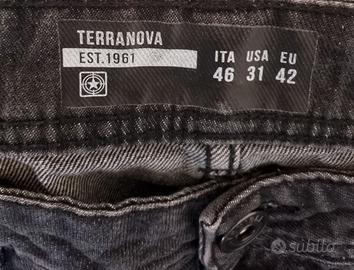 TERRANOVA
EST.1961
ITA USA EU
46 31 42
subito